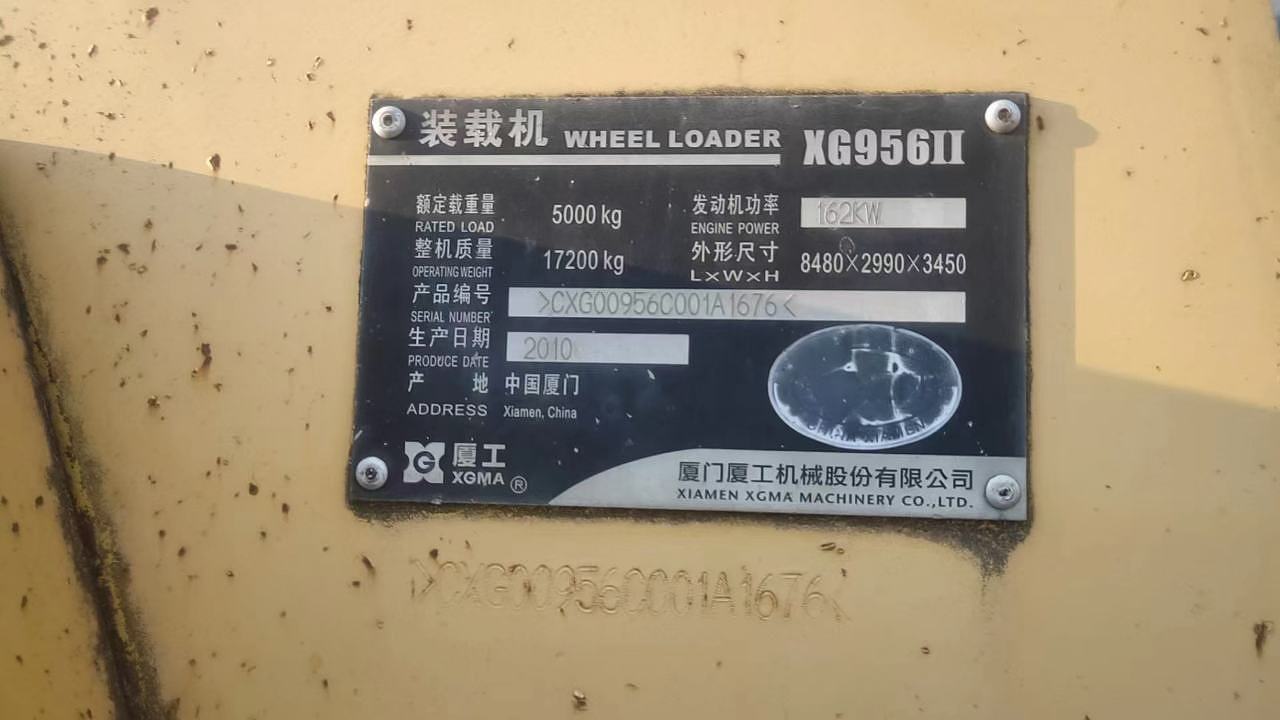 装载机 WHEEL LOADER XG956II
额定载重量 5000 kg 发动机功率 162KW
RATED LOAD ENGINE POWER
整机质量 17200 kg 外形尺寸 8480×2990×3450
OPERATING WEIGHT L×W×H
产品编号 >CXG00956C001A1676<
SERIAL NUMBER
生产日期 2010
PRODUCE DATE
产 地 中国厦门
ADDRESS Xiamen, China
厦工
XGMA ®
厦门厦工机械股份有限公司
XIAMEN XGMA MACHINERY CO.,LTD.
>CXG00956C001A1676<